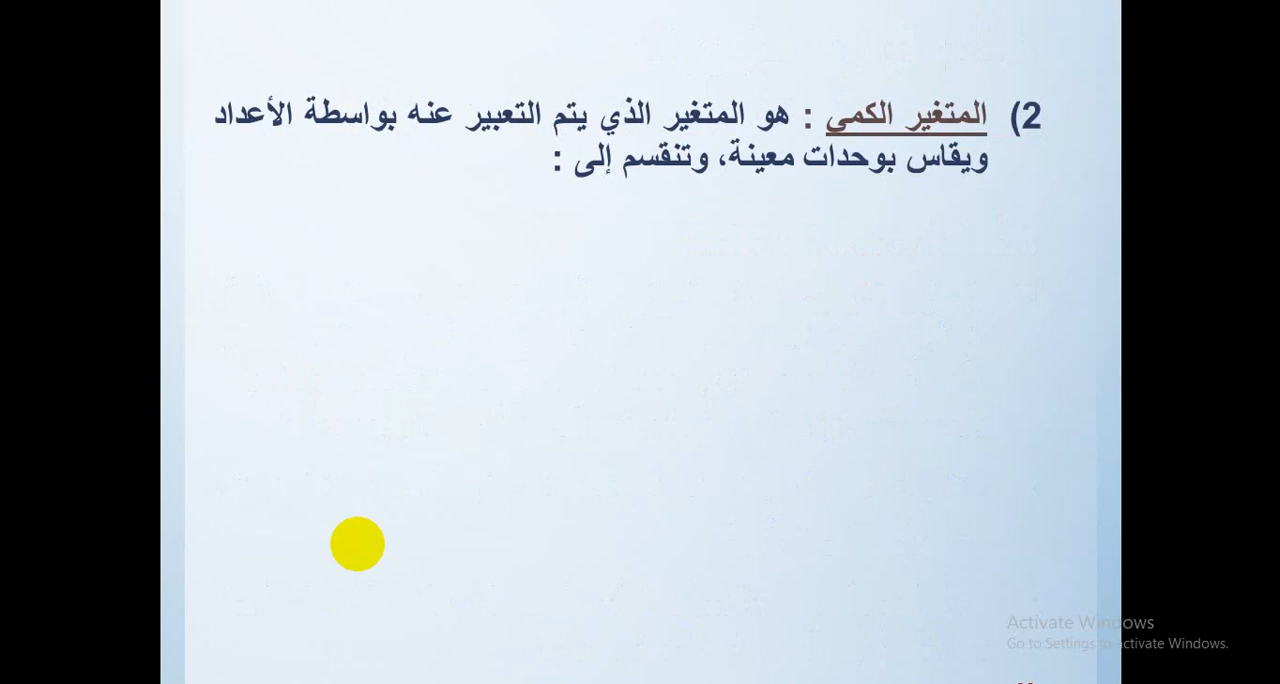 2) المتغير الكمي : هو المتغير الذي يتم التعبير عنه بواسطة الأعداد
ويقاس بوحدات معينة، وتنقسم إلى :
Activate Windows
Go to Settings to activate Windows.